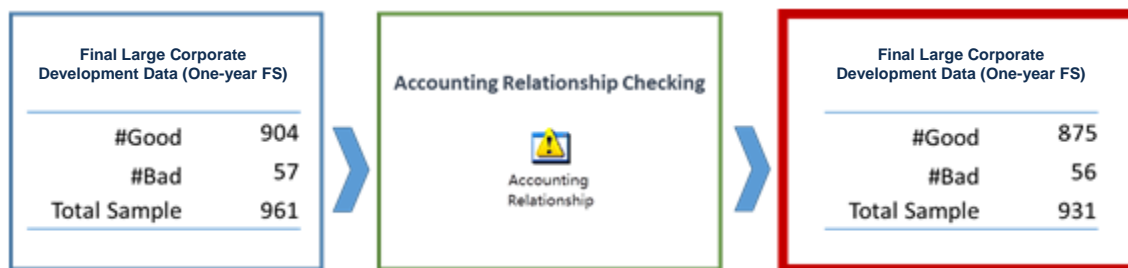 Final Large Corporate
Development Data (One-year FS)
#Good 904
#Bad 57
Total Sample 961
Accounting Relationship Checking
Accounting
Relationship
Final Large Corporate
Development Data (One-year FS)
#Good 875
#Bad 56
Total Sample 931